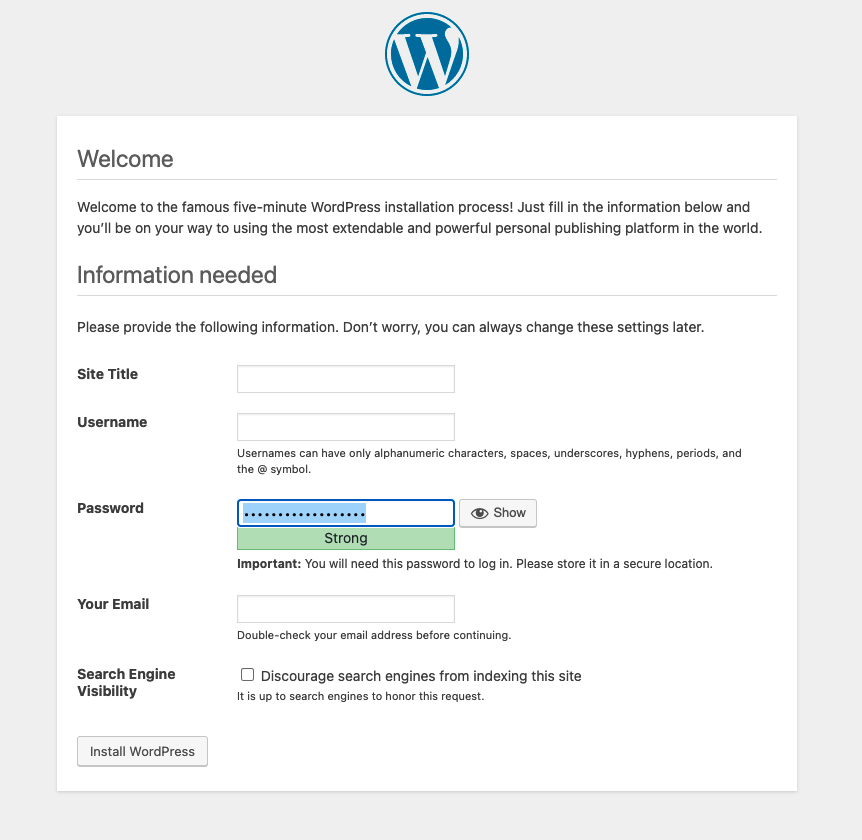 Welcome
Welcome to the famous five-minute WordPress installation process! Just fill in the information below and
you’ll be on your way to using the most extendable and powerful personal publishing platform in the world.
Information needed
Please provide the following information. Don’t worry, you can always change these settings later.
Site Title
Username
Usernames can have only alphanumeric characters, spaces, underscores, hyphens, periods, and
the @ symbol.
Password
••••••••••••••••••
Show
Strong
Important: You will need this password to log in. Please store it in a secure location.
Your Email
Double-check your email address before continuing.
Search Engine
Visibility
Discourage search engines from indexing this site
It is up to search engines to honor this request.
Install WordPress